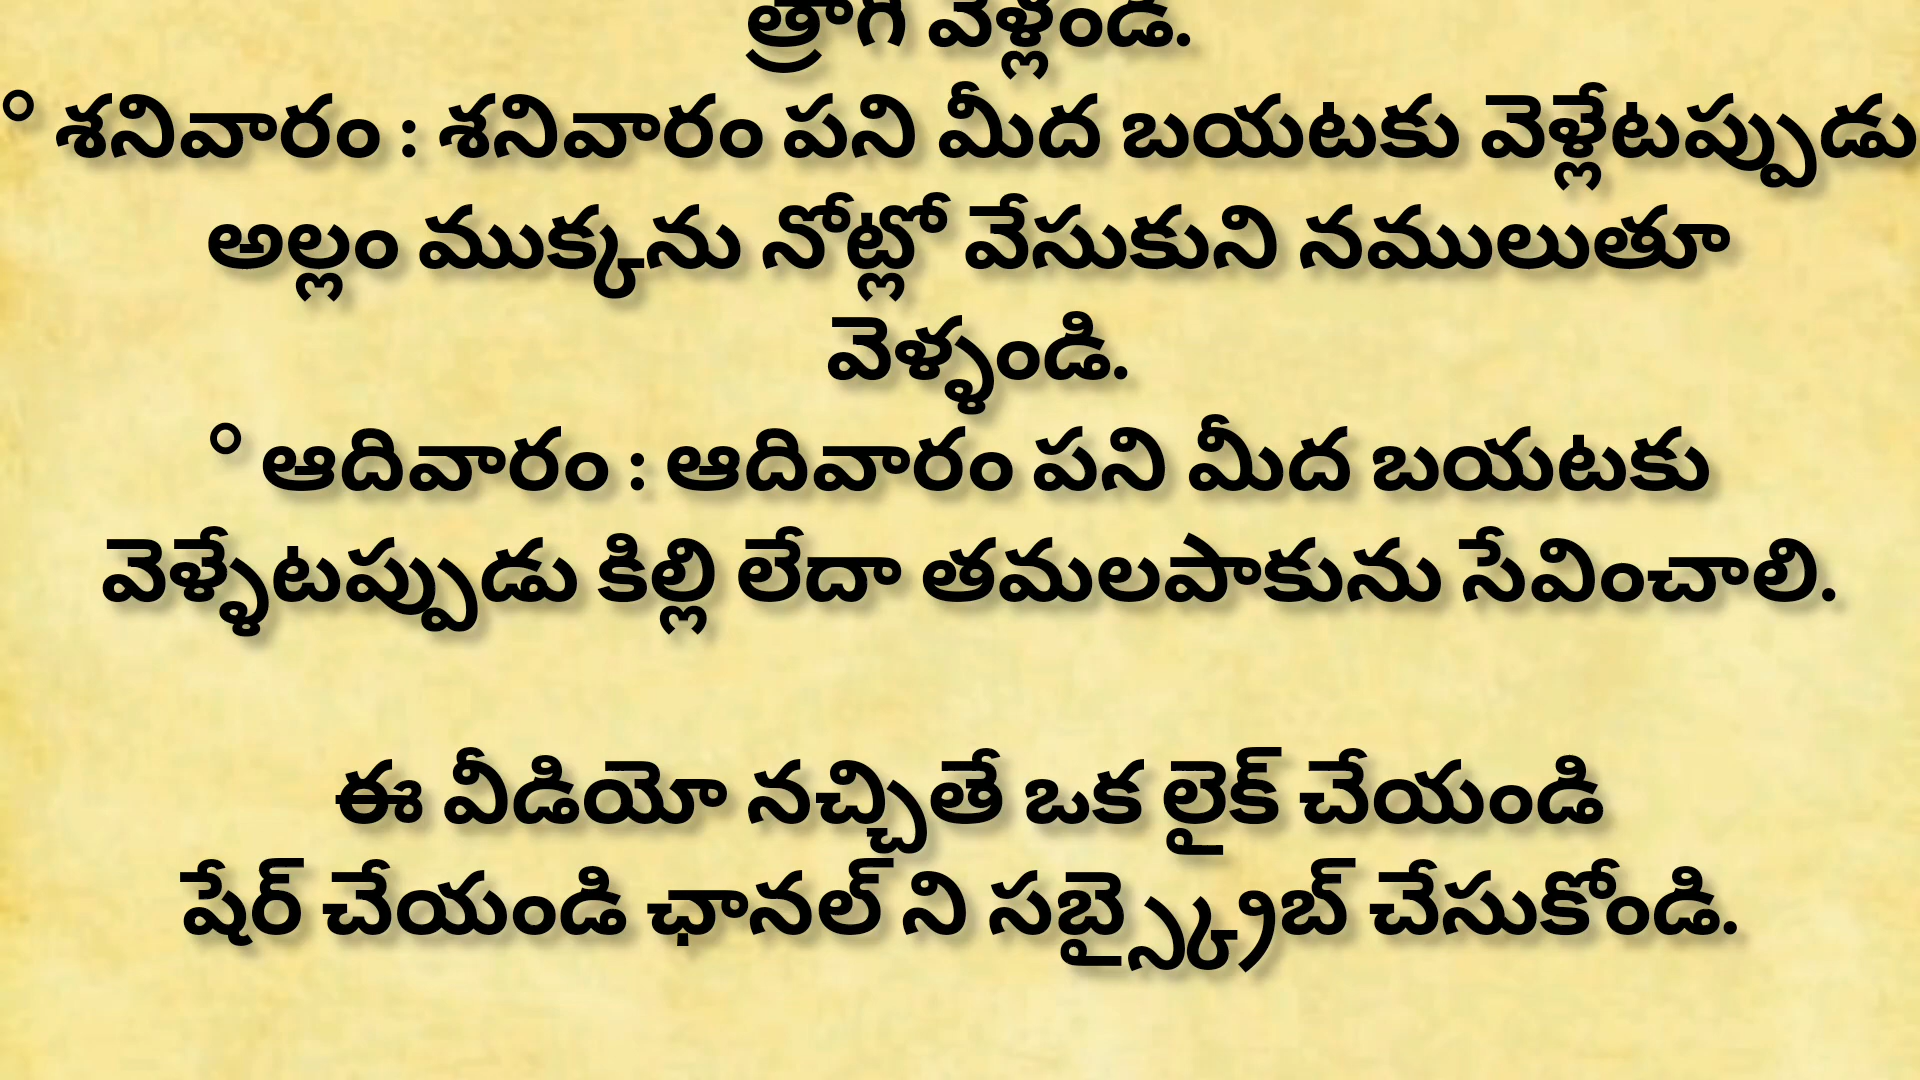 త్రాగి వెళ్లండి.
° శనివారం : శనివారం పని మీద బయటకు వెళ్లేటప్పుడు
అల్లం ముక్కను నోట్లో వేసుకుని నములుతూ
వెళ్ళండి.
° ఆదివారం : ఆదివారం పని మీద బయటకు
వెళ్ళేటప్పుడు కిల్లి లేదా తమలపాకును సేవించాలి.
ఈ వీడియో నచ్చితే ఒక లైక్ చేయండి
షేర్ చేయండి ఛానల్ ని సబ్స్క్రైబ్ చేసుకోండి.